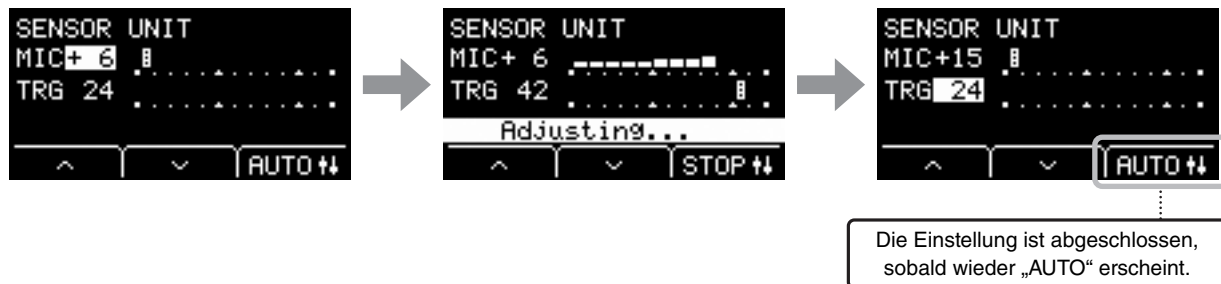 SENSOR UNIT
MIC+ 6
TRG 24
AUTO
SENSOR UNIT
MIC+ 6
TRG 42
Adjusting...
STOP
SENSOR UNIT
MIC+15
TRG 24
AUTO
Die Einstellung ist abgeschlossen,
sobald wieder „AUTO“ erscheint.